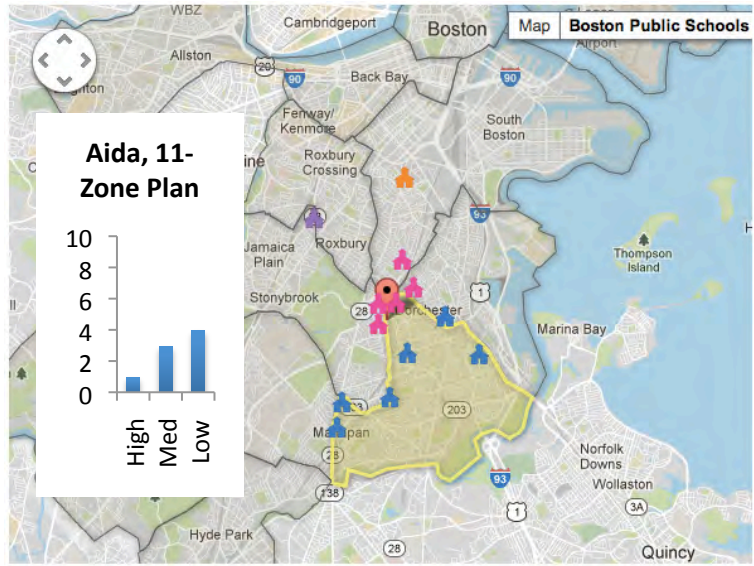 WBZ
Cambridgeport
Boston
Map
Boston Public Schools
Airport
Allston
20
90
Back Bay
90
Fenway/
Kenmore
South
Boston
Roxbury
Crossing
93
Aida, 11-
Zone Plan
Jamaica
Plain
Roxbury
Thompson
Island
Stonybrook
1
28
Marina Bay
10
8
6
4
2
0
High
Med
Low
203
28
Norfolk
Downs
93
Wollaston
138
1
3A
Hyde Park
28
Quincy